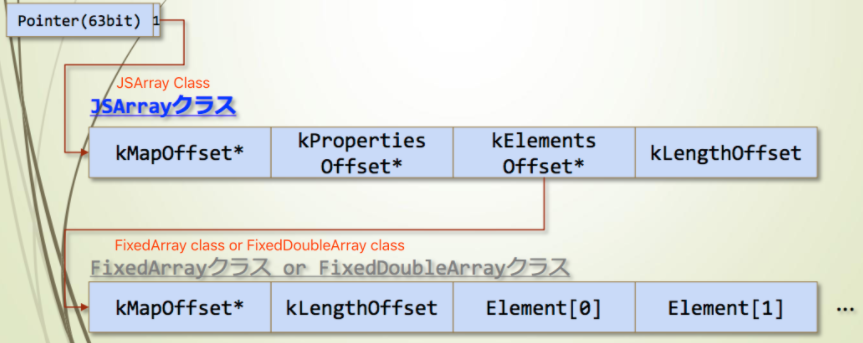 Pointer(63bit) 1
JSArray Class
JSArrayクラス
kMapOffset*
kProperties
Offset*
kElements
Offset*
kLengthOffset
FixedArray class or FixedDoubleArray class
FixedArrayクラス or FixedDoubleArrayクラス
kMapOffset*
kLengthOffset
Element[0]
Element[1]
…